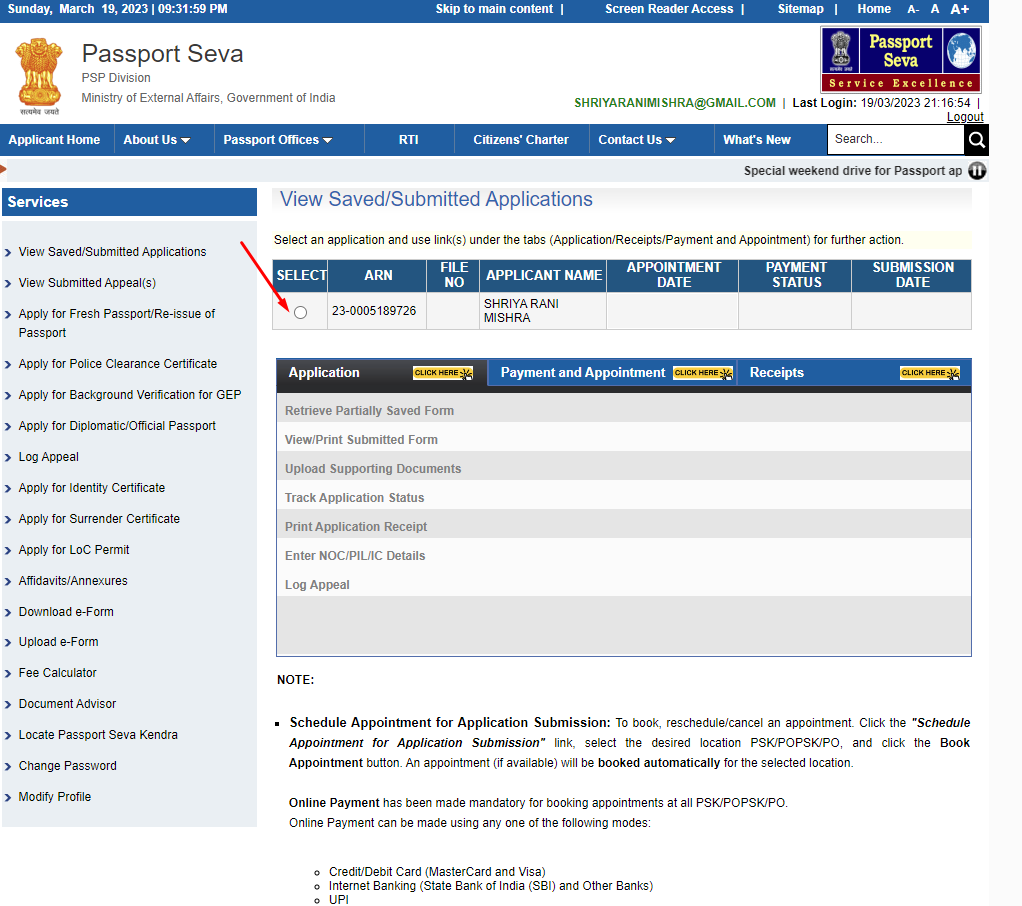 Sunday, March 19, 2023 | 09:31:59 PM
Skip to main content |
Screen Reader Access |
Sitemap |
Home
A- A A+
सत्यमेव जयते
Passport Seva
PSP Division
Ministry of External Affairs, Government of India
Passport
Seva
Service Excellence
SHRIYARANIMISHRA@GMAIL.COM | Last Login: 19/03/2023 21:16:54 |
Logout
Applicant Home
About Us
Passport Offices
RTI
Citizens' Charter
Contact Us
What's New
Search...
Special weekend drive for Passport ap
Services
View Saved/Submitted Applications
View Submitted Appeal(s)
Apply for Fresh Passport/Re-issue of
Passport
Apply for Police Clearance Certificate
Apply for Background Verification for GEP
Apply for Diplomatic/Official Passport
Log Appeal
Apply for Identity Certificate
Apply for Surrender Certificate
Apply for LoC Permit
Affidavits/Annexures
Download e-Form
Upload e-Form
Fee Calculator
Document Advisor
Locate Passport Seva Kendra
Change Password
Modify Profile
View Saved/Submitted Applications
Select an application and use link(s) under the tabs (Application/Receipts/Payment and Appointment) for further action.
SELECT
ARN
FILE
NO
APPLICANT NAME
APPOINTMENT
DATE
PAYMENT
STATUS
SUBMISSION
DATE
23-0005189726
SHRIYA RANI
MISHRA
Application CLICK HERE
Payment and Appointment CLICK HERE
Receipts CLICK HERE
Retrieve Partially Saved Form
View/Print Submitted Form
Upload Supporting Documents
Track Application Status
Print Application Receipt
Enter NOC/PIL/IC Details
Log Appeal
NOTE:
Schedule Appointment for Application Submission: To book, reschedule/cancel an appointment. Click the "Schedule
Appointment for Application Submission" link, select the desired location PSK/POPSK/PO, and click the Book
Appointment button. An appointment (if available) will be booked automatically for the selected location.
Online Payment has been made mandatory for booking appointments at all PSK/POPSK/PO.
Online Payment can be made using any one of the following modes:
Credit/Debit Card (MasterCard and Visa)
Internet Banking (State Bank of India (SBI) and Other Banks)
UPI